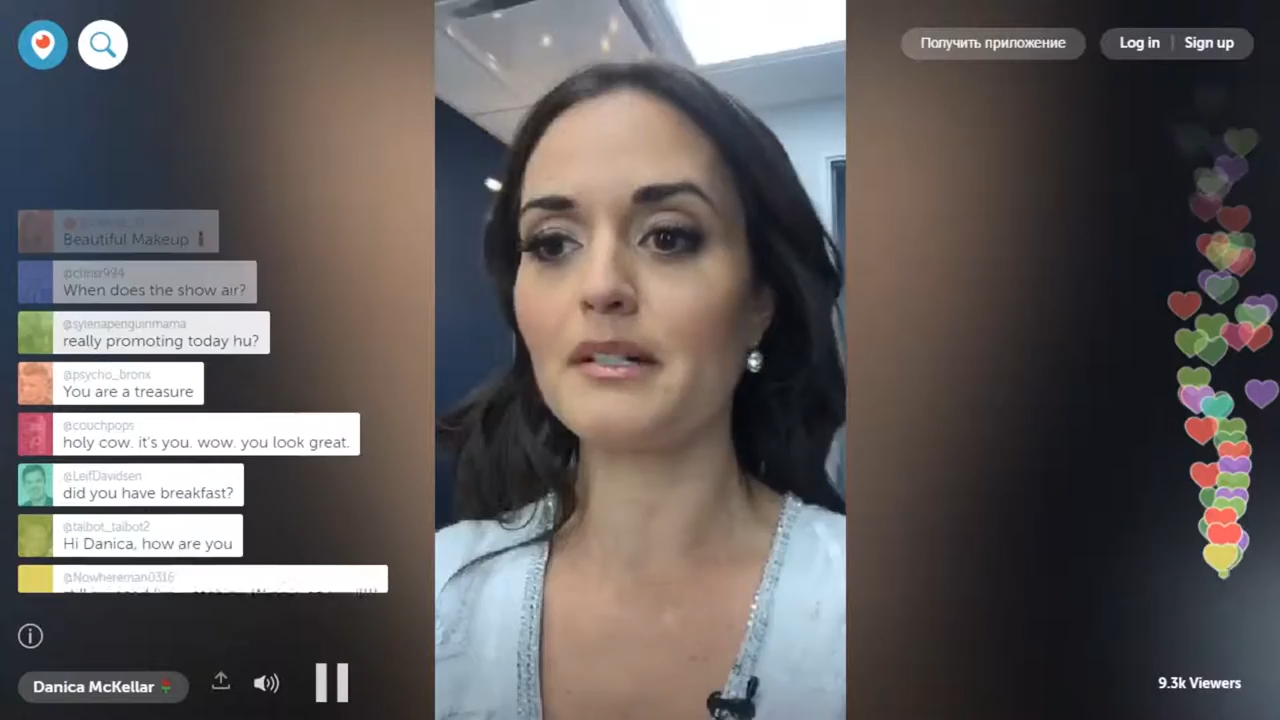 Получить приложение
Log in
Sign up
Beautiful Makeup
@chrisr994
When does the show air?
@sylenapenguinmama
really promoting today hu?
@psycho_bronx
You are a treasure
@couchpops
holy cow. it's you. wow. you look great.
@LeifDavidsen
did you have breakfast?
@talbot_talbot2
Hi Danica, how are you
@Nowhereman0316
Danica McKellar
9.3k Viewers